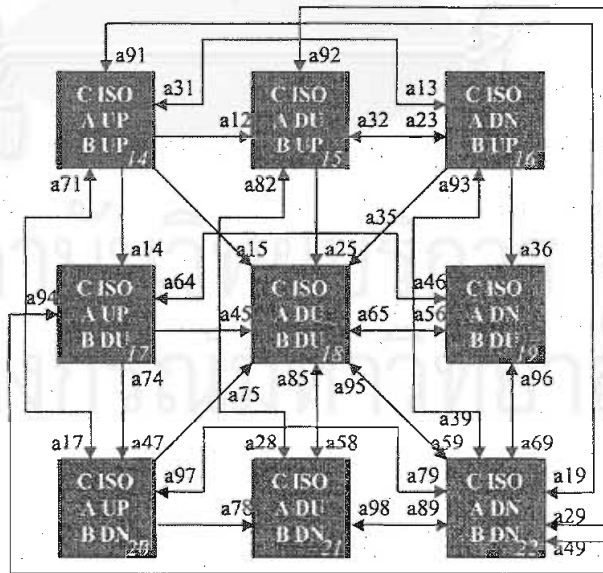 a91
a92
C ISO
A UP
B UP
14
a31
a12
C ISO
A DU
B UP
15
a32
a23
a13
C ISO
A DN
B UP
16
a71
a82
a93
a14
a15
a25
a35
a36
a94
C ISO
A UP
B DU
17
a64
a45
C ISO
A DU
B DU
18
a65
a46
a56
C ISO
A DN
B DU
19
a74
a75
a85
a95
a96
a17
a47
a28
a58
a39
a59
a69
C ISO
A UP
B DN
20
a97
a78
C ISO
A DU
B DN
21
a98
a79
a89
C ISO
A DN
B DN
22
a19
a29
a49